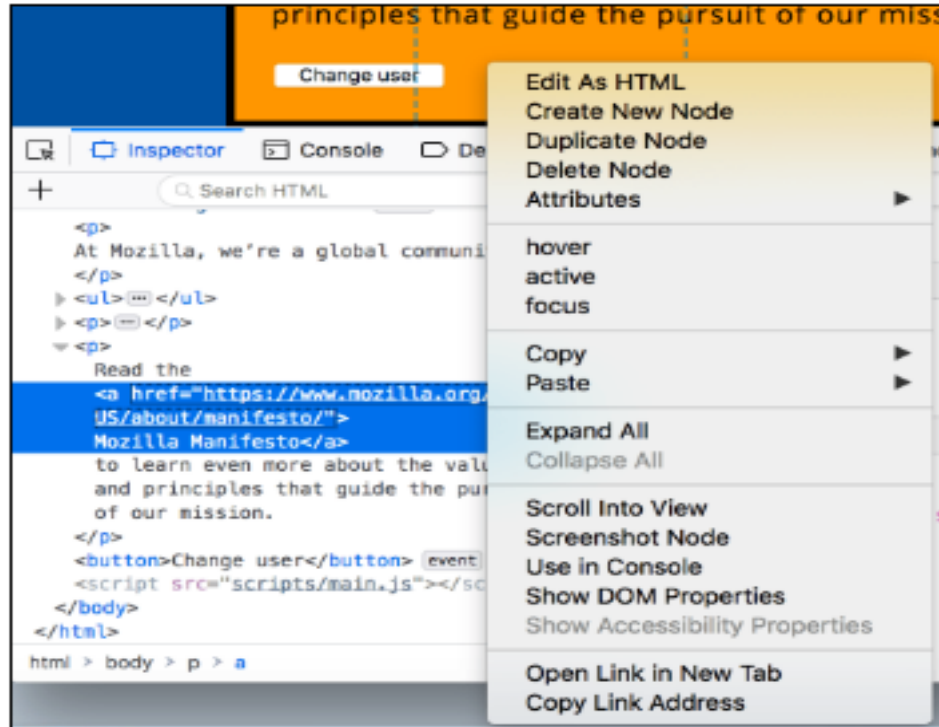 principles that guide the pursuit of our miss
Change user
Inspector
Console
De
+
Search HTML
<p>
At Mozilla, we're a global communi
</p>
<ul>⋯</ul>
<p>⋯</p>
<p>
Read the
<a href="https://www.mozilla.org/
US/about/manifesto/">
Mozilla Manifesto</a>
to learn even more about the valu
and principles that guide the pur
of our mission.
</p>
<button>Change user</button> event
<script src="scripts/main.js"></sc
</body>
</html>
html > body > p > a
Edit As HTML
Create New Node
Duplicate Node
Delete Node
Attributes
hover
active
focus
Copy
Paste
Expand All
Collapse All
Scroll Into View
Screenshot Node
Use in Console
Show DOM Properties
Show Accessibility Properties
Open Link in New Tab
Copy Link Address